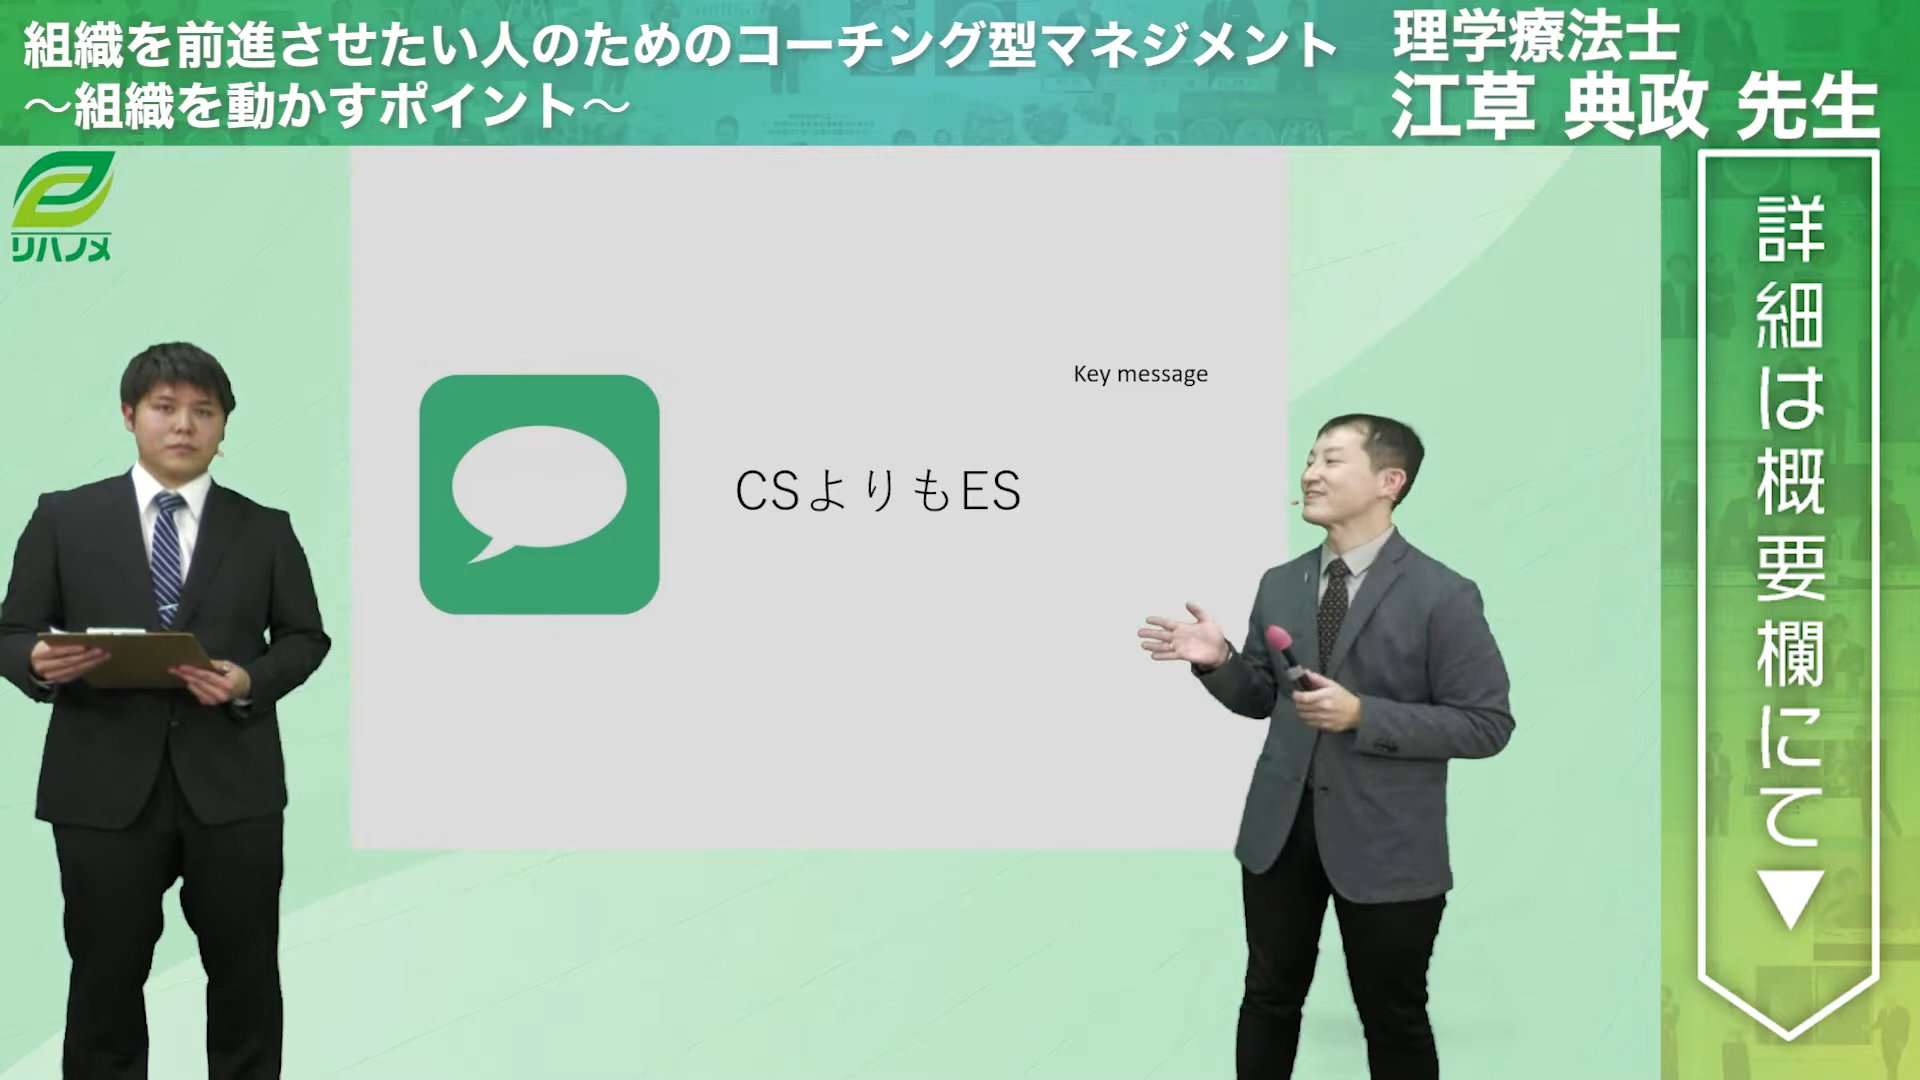 組織を前進させたい人のためのコーチング型マネジメント
～組織を動かすポイント～
理学療法士
江草 典政 先生
リハノメ
Key message
CSよりもES
詳細は概要欄にて▼